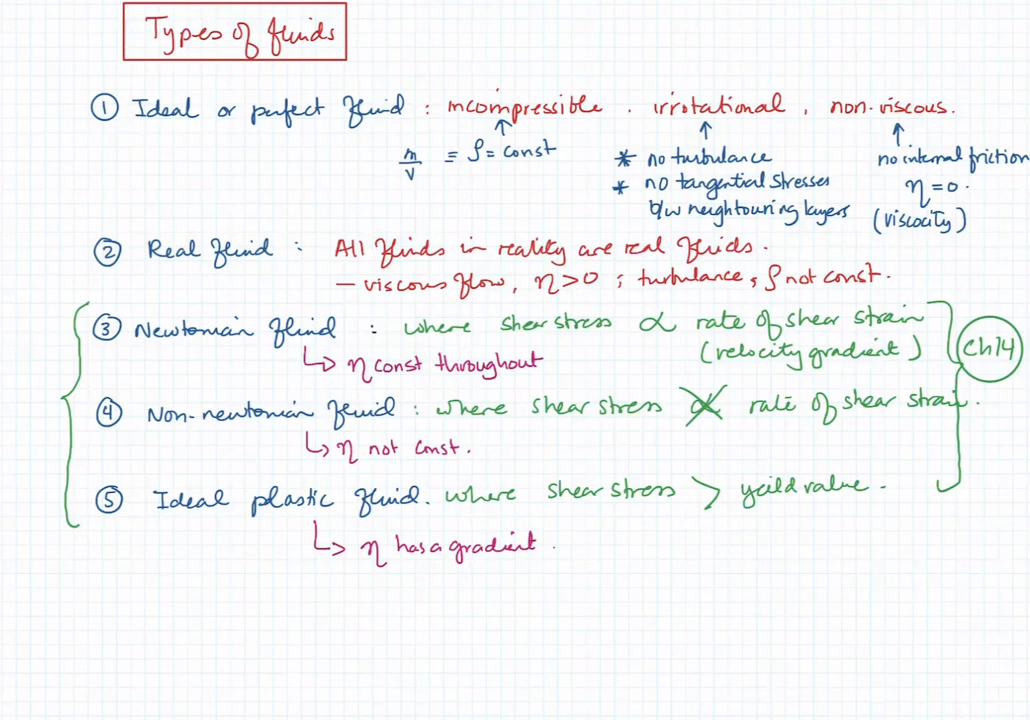 Types of fluids
① Ideal or perfect fluid : incompressible . irrotational , non-viscous.
m/V ≡ ρ = const
* no turbulance
* no tangential stresses
b/w neightouring layers
no internal friction
η = 0 .
(viscocity)
② Real fluid : All fluids in reality are real fluids .
– viscous flow, η > 0 ; turbulance, ρ not const .
③ Newtonian fluid : where shear stress ∝ rate of shear strain
(velocity gradient)
Ch14
↳ η const throughout
④ Non-newtonian fluid : where shear stress ∝ rate of shear strain.
↳ η not const .
⑤ Ideal plastic fluid . where shear stress > yeild value .
↳ η has a gradient .